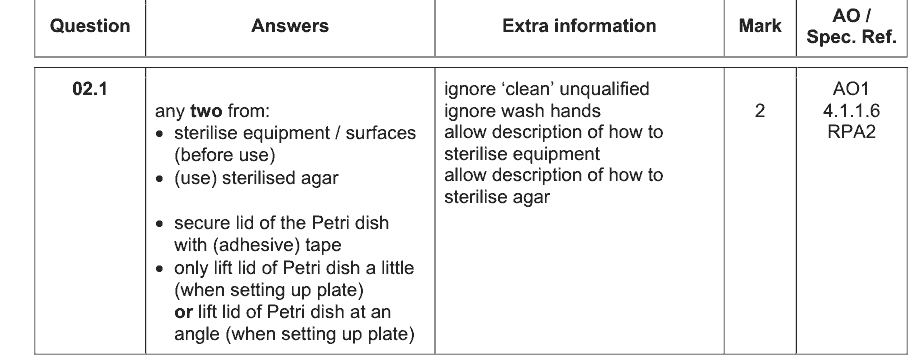 Question
Answers
Extra information
Mark
AO /
Spec. Ref.
02.1
any two from:
• sterilise equipment / surfaces
(before use)
• (use) sterilised agar
• secure lid of the Petri dish
with (adhesive) tape
• only lift lid of Petri dish a little
(when setting up plate)
or lift lid of Petri dish at an
angle (when setting up plate)
ignore ‘clean’ unqualified
ignore wash hands
allow description of how to
sterilise equipment
allow description of how to
sterilise agar
2
AO1
4.1.1.6
RPA2